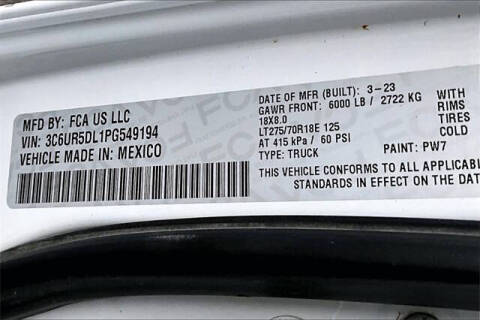 MFD BY: FCA US LLC
VIN: 3C6UR5DL1PG549194
VEHICLE MADE IN: MEXICO
DATE OF MFR (BUILT): 3-23
GAWR FRONT: 6000 LB / 2722 KG WITH
18X8.0 RIMS
LT275/70R18E 125 TIRES
AT 415 kPa / 60 PSI COLD
TYPE: TRUCK PAINT: PW7
THIS VEHICLE CONFORMS TO ALL APPLICABLE
STANDARDS IN EFFECT ON THE DAT